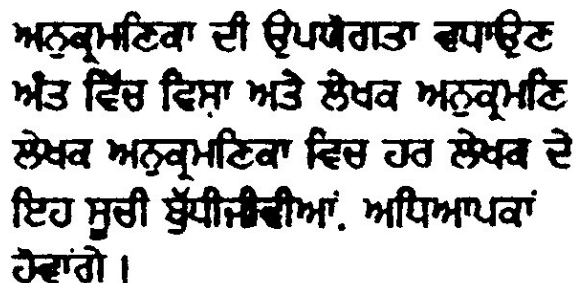 ਅਨੁਕ੍ਰਮਣਿਕਾ ਦੀ ਉਪਯੋਗਤਾ ਵਧਾਉਣ
ਅੰਤ ਵਿੱਚ ਵਿਸ਼ਾ ਅਤੇ ਲੇਖਕ ਅਨੁਕ੍ਰਮਣਿ
ਲੇਖਕ ਅਨੁਕ੍ਰਮਣਿਕਾ ਵਿਚ ਹਰ ਲੇਖਕ ਦੇ
ਇਹ ਸੂਚੀ ਬੁੱਧੀਜੀਵੀਆਂ, ਅਧਿਆਪਕਾਂ
ਹੋਵਾਂਗੇ।